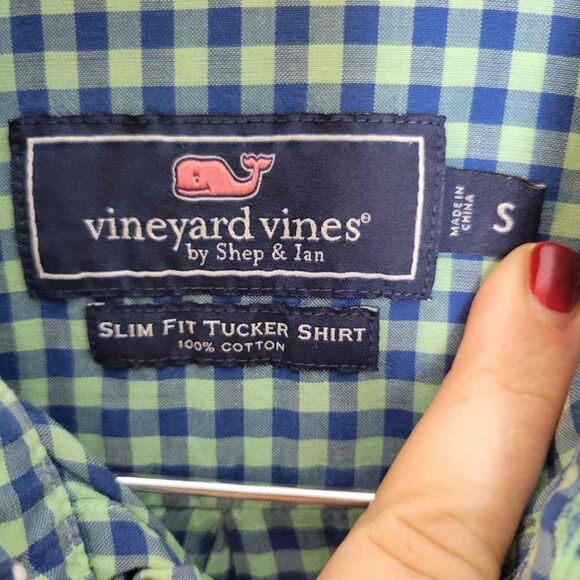 vineyard vines®
by Shep & Ian
SLIM FIT TUCKER SHIRT
100% COTTON
MADE IN
CHINA
S